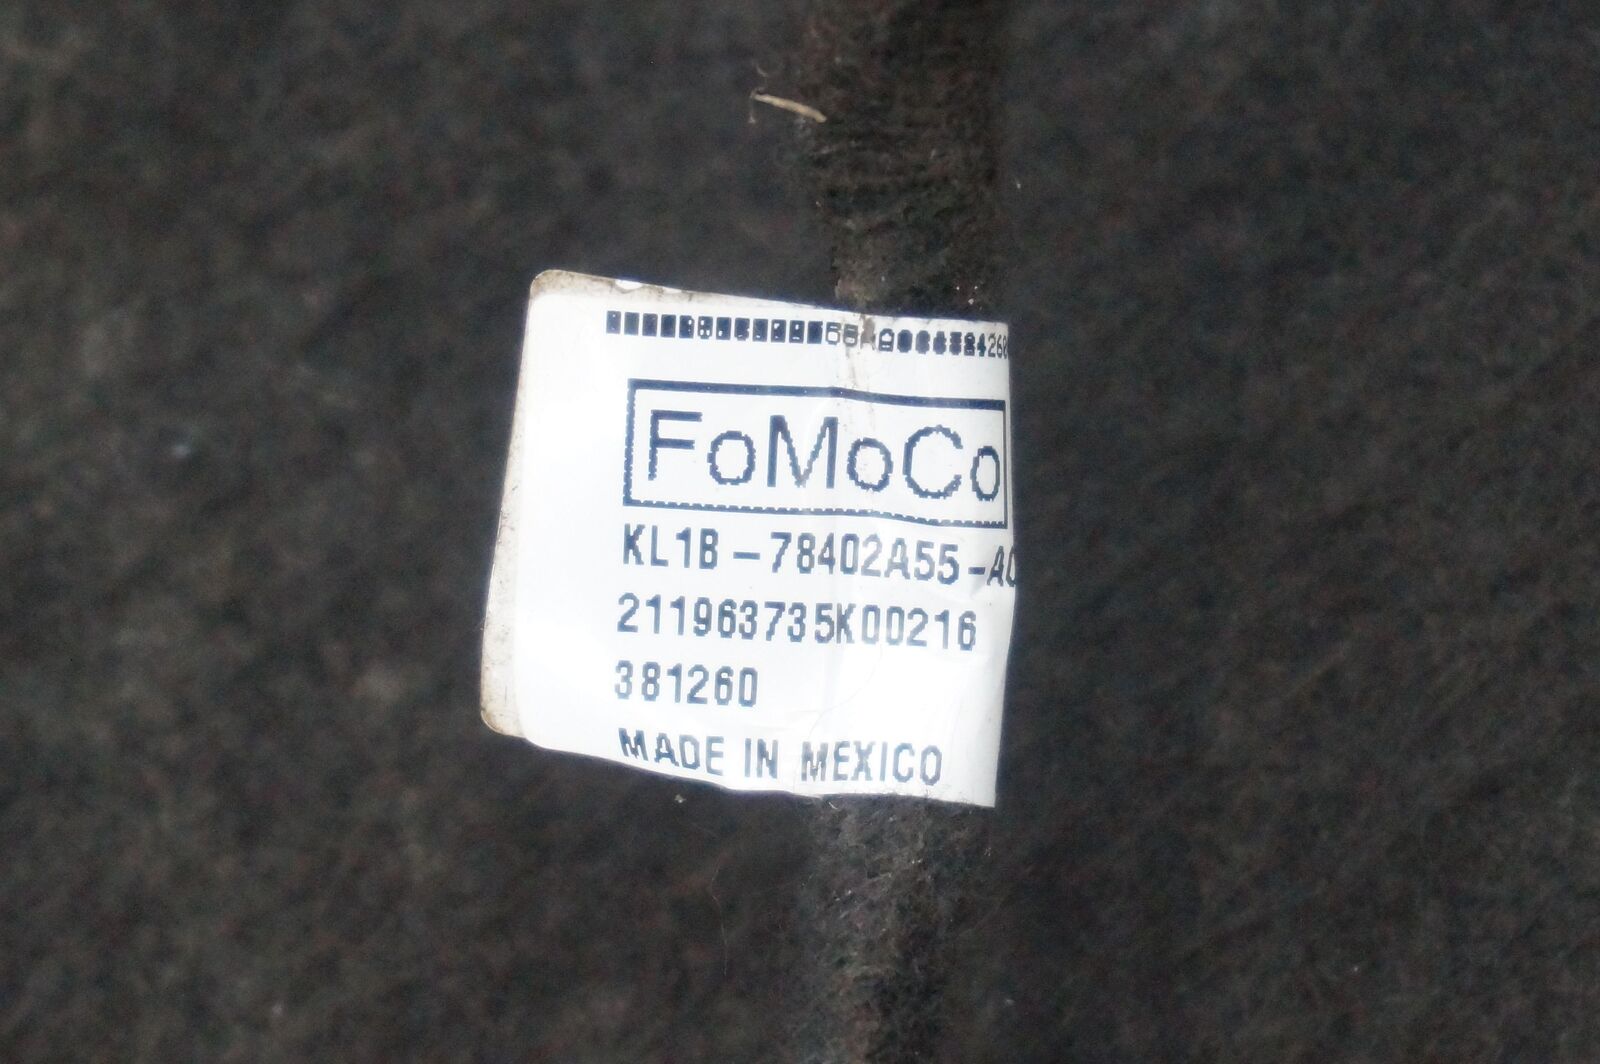 FoMoCo
KL1B-78402A55-A
211963735K00216
381260
MADE IN MEXICO